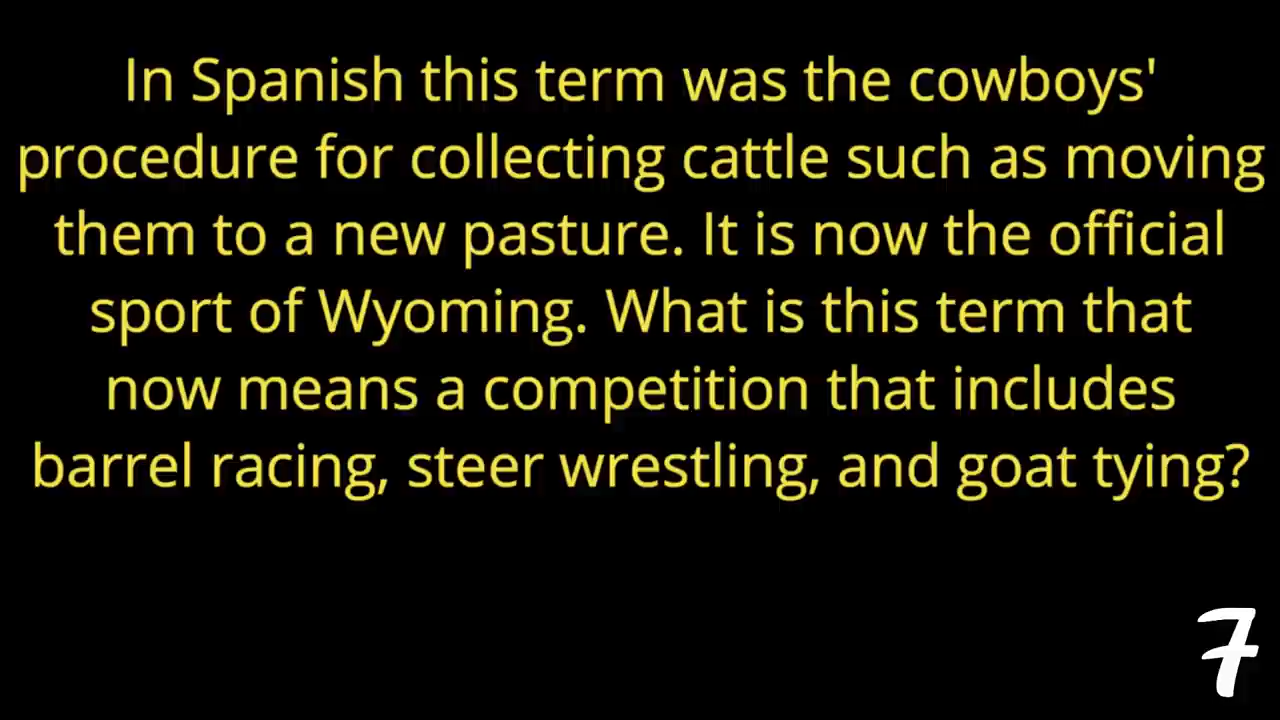 In Spanish this term was the cowboys'
procedure for collecting cattle such as moving
them to a new pasture. It is now the official
sport of Wyoming. What is this term that
now means a competition that includes
barrel racing, steer wrestling, and goat tying?
7